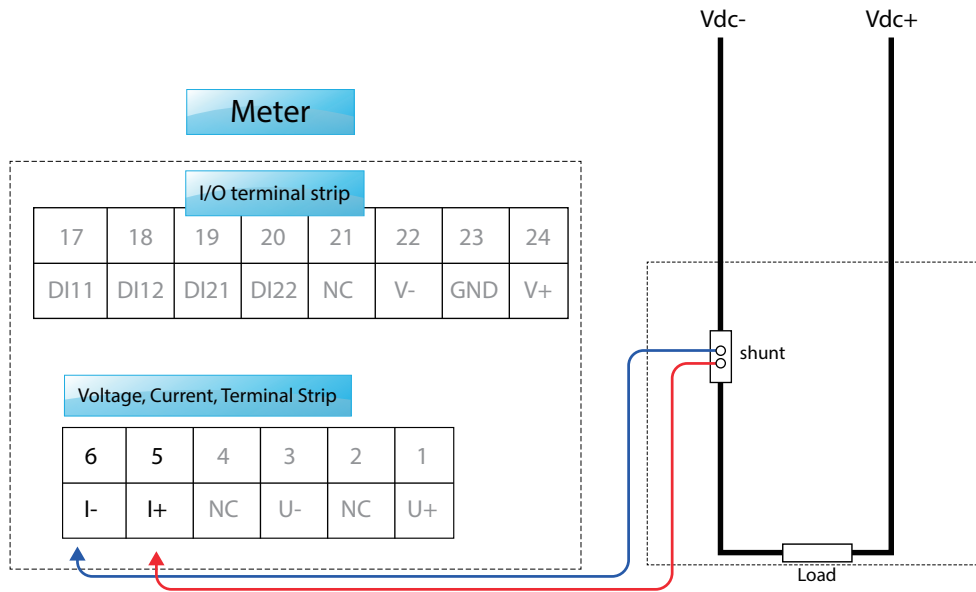 Vdc- Vdc+
Meter
I/O terminal strip
17 18 19 20 21 22 23 24
DI11 DI12 DI21 DI22 NC V- GND V+
shunt
Voltage, Current, Terminal Strip
6 5 4 3 2 1
I- I+ NC U- NC U+
Load